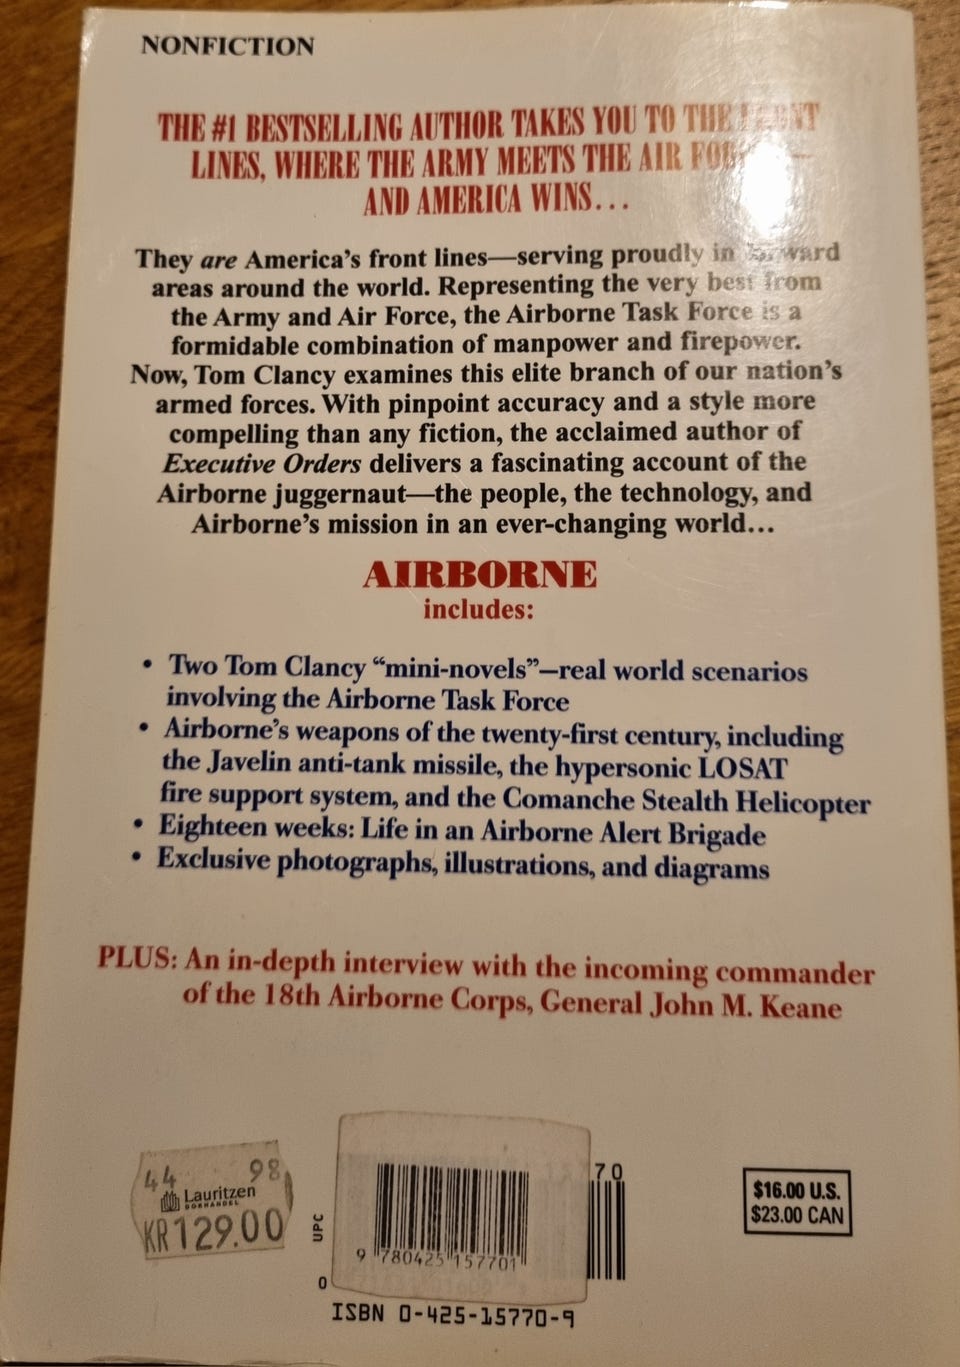 NONFICTION
THE #1 BESTSELLING AUTHOR TAKES YOU TO THE FRONT
LINES, WHERE THE ARMY MEETS THE AIR FORCE—
AND AMERICA WINS...
They are America's front lines—serving proudly in forward
areas around the world. Representing the very best from
the Army and Air Force, the Airborne Task Force is a
formidable combination of manpower and firepower.
Now, Tom Clancy examines this elite branch of our nation's
armed forces. With pinpoint accuracy and a style more
compelling than any fiction, the acclaimed author of
Executive Orders delivers a fascinating account of the
Airborne juggernaut—the people, the technology, and
Airborne's mission in an ever-changing world...
AIRBORNE
includes:
• Two Tom Clancy “mini-novels”—real world scenarios
involving the Airborne Task Force
• Airborne's weapons of the twenty-first century, including
the Javelin anti-tank missile, the hypersonic LOSAT
fire support system, and the Comanche Stealth Helicopter
• Eighteen weeks: Life in an Airborne Alert Brigade
• Exclusive photographs, illustrations, and diagrams
PLUS: An in-depth interview with the incoming commander
of the 18th Airborne Corps, General John M. Keane
44 98
Lauritzen
BOKHANDEL
KR129.00
UPC
0
70
9 780425 157701
ISBN 0-425-15770-9
$16.00 U.S.
$23.00 CAN